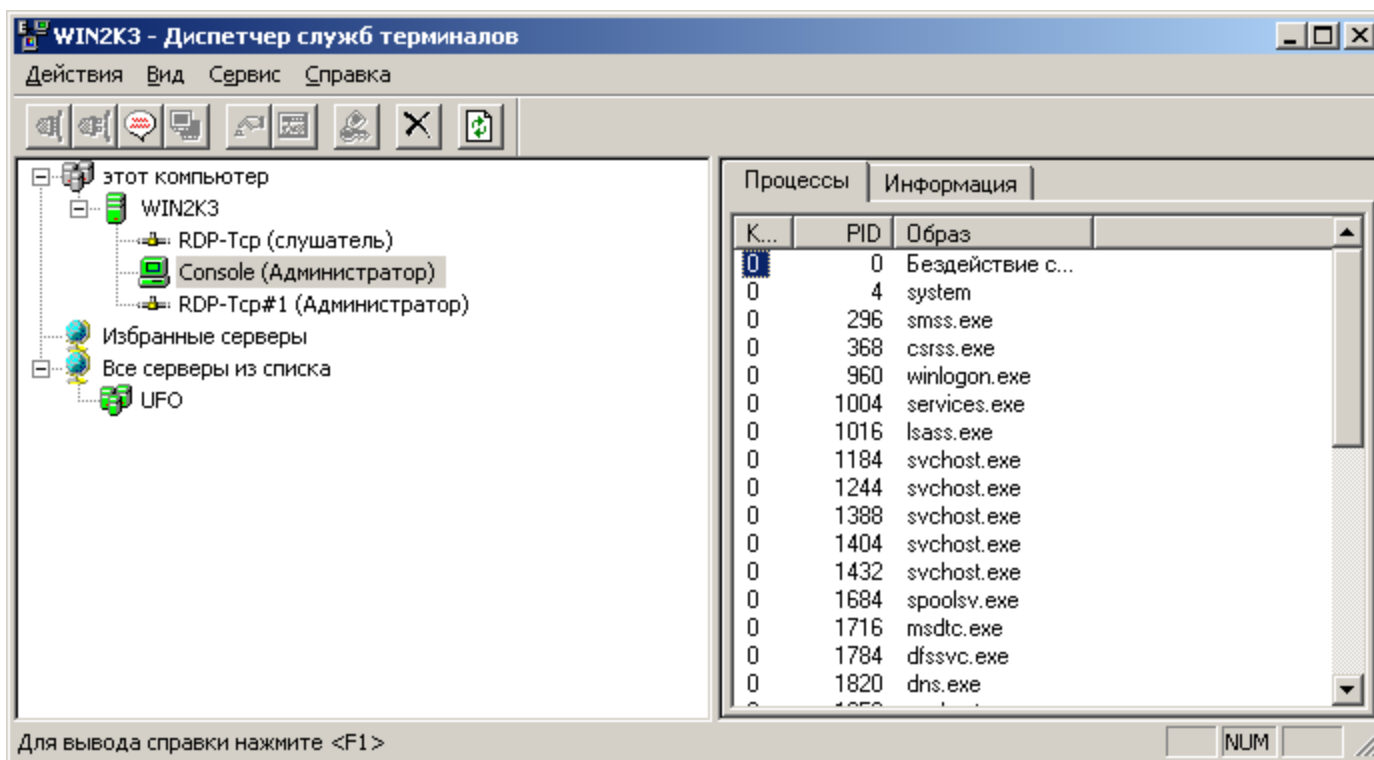 WIN2K3 - Диспетчер служб терминалов
Действия Вид Сервис Справка
этот компьютер
WIN2K3
RDP-Tcp (слушатель)
Console (Администратор)
RDP-Tcp#1 (Администратор)
Избранные серверы
Все серверы из списка
UFO
Процессы Информация
К... PID Образ
0 0 Бездействие с...
0 4 system
0 296 smss.exe
0 368 csrss.exe
0 960 winlogon.exe
0 1004 services.exe
0 1016 lsass.exe
0 1184 svchost.exe
0 1244 svchost.exe
0 1388 svchost.exe
0 1404 svchost.exe
0 1432 svchost.exe
0 1684 spoolsv.exe
0 1716 msdtc.exe
0 1784 dfssvc.exe
0 1820 dns.exe
Для вывода справки нажмите <F1>
NUM